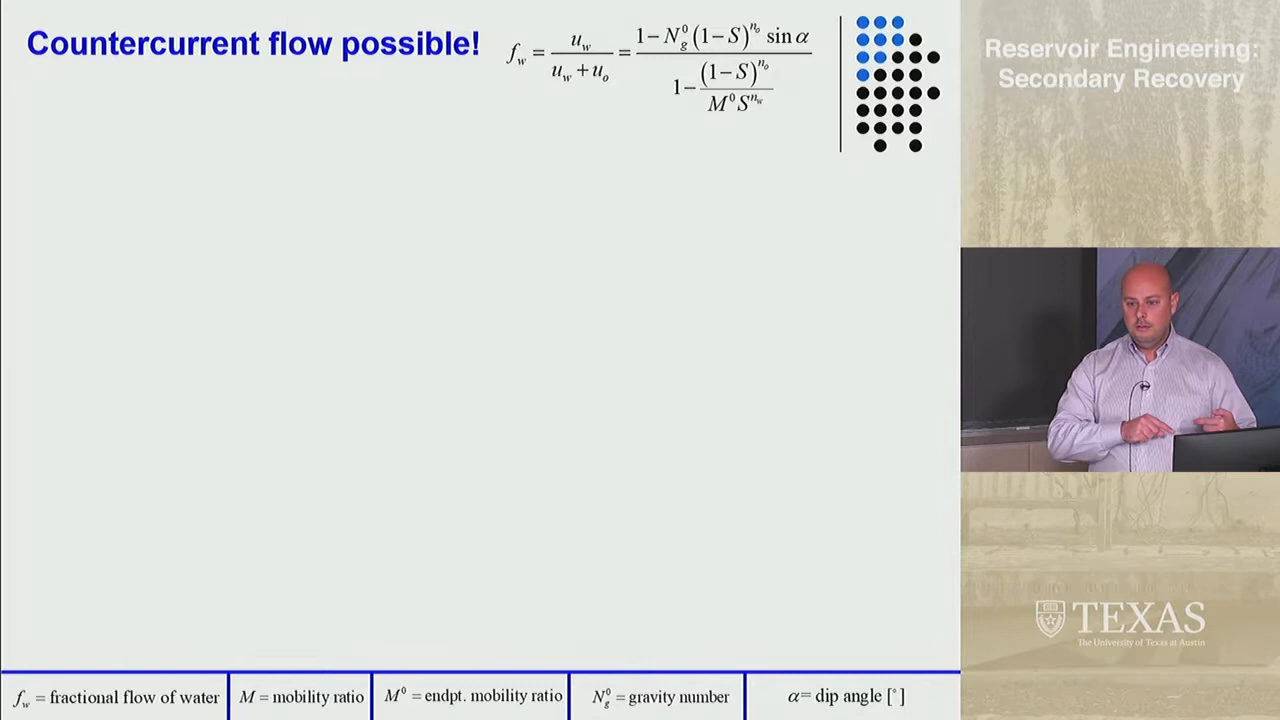 Countercurrent flow possible!
f_w = u_w / (u_w + u_o) = (1 − N_g^0 (1 − S)^{n_o} sin α) / (1 − (1 − S)^{n_o} / (M^0 S^{n_w}))
Reservoir Engineering:
Secondary Recovery
TEXAS
The University of Texas at Austin
f_w = fractional flow of water
M = mobility ratio
M^0 = endpt. mobility ratio
N_g^0 = gravity number
α = dip angle [°]